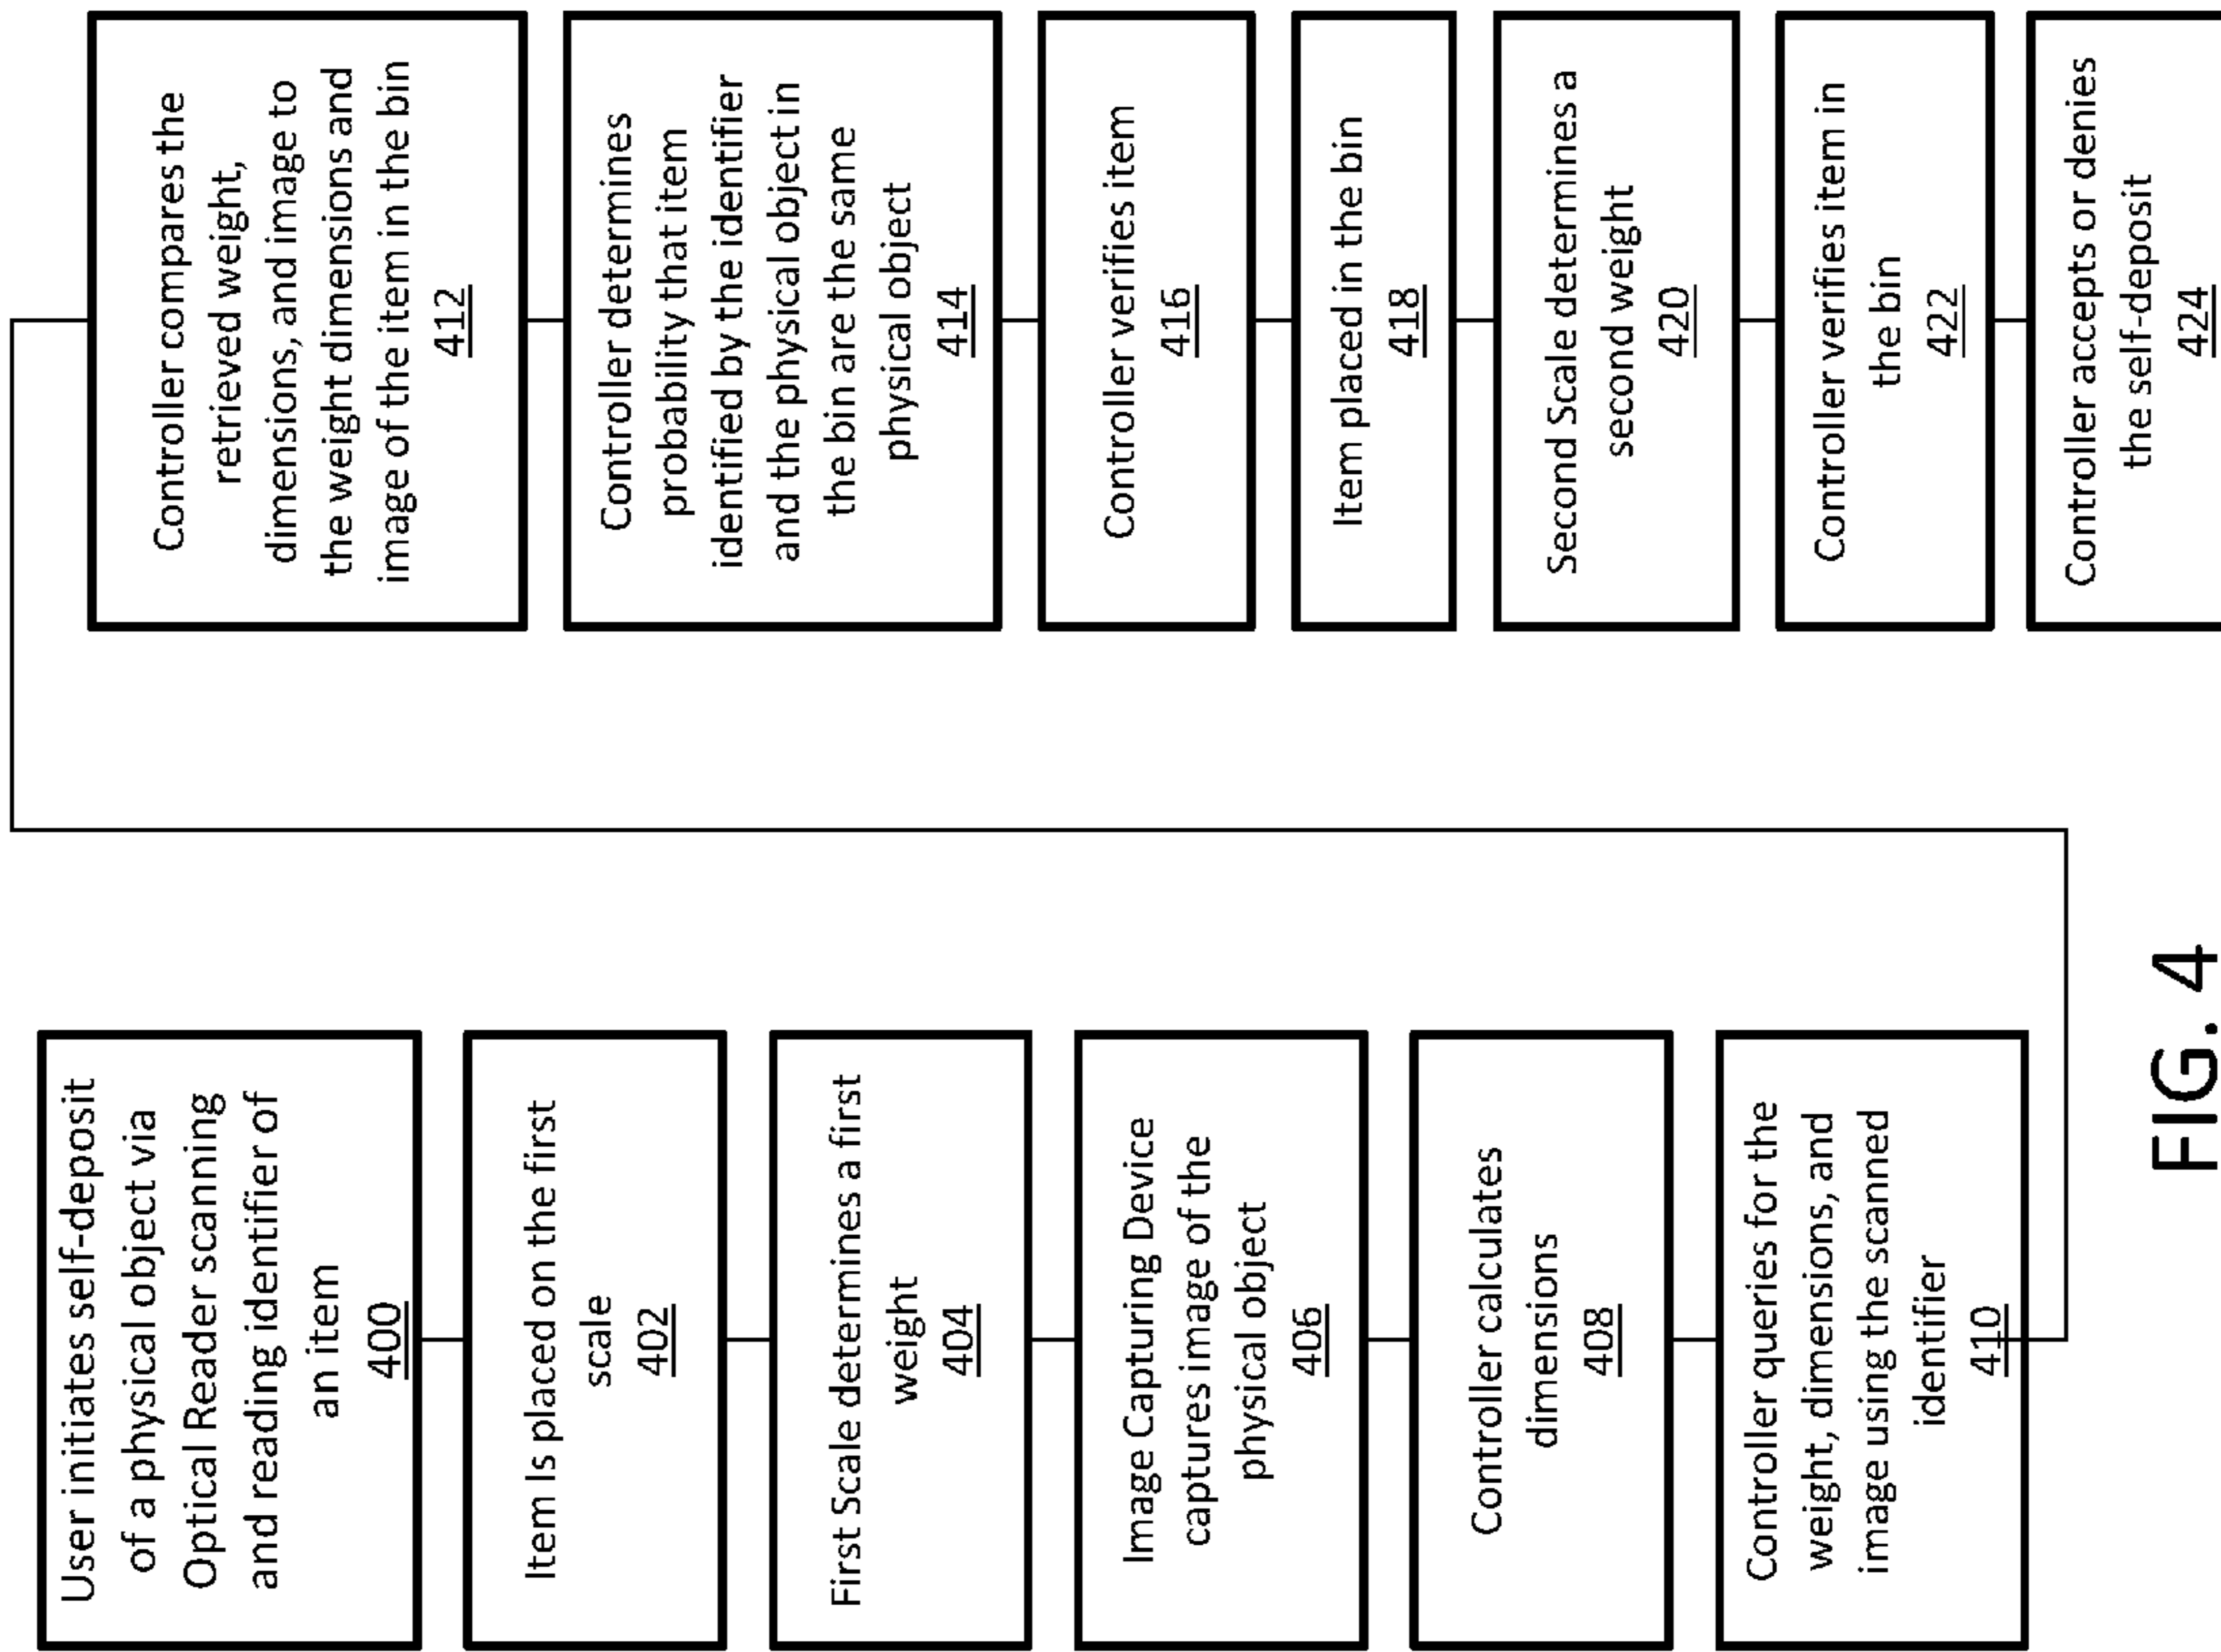 User initiates self-deposit
of a physical object via
Optical Reader scanning
and reading identifier of
an item
400
Item Is placed on the first
scale
402
First Scale determines a first
weight
404
Image Capturing Device
captures image of the
physical object
406
Controller calculates
dimensions
408
Controller queries for the
weight, dimensions, and
image using the scanned
identifier
410
Controller compares the
retrieved weight,
dimensions, and image to
the weight dimensions and
image of the item in the bin
412
Controller determines
probability that item
identified by the identifier
and the physical object in
the bin are the same
physical object
414
Controller verifies item
416
Item placed in the bin
418
Second Scale determines a
second weight
420
Controller verifies item in
the bin
422
Controller accepts or denies
the self-deposit
424
FIG. 4